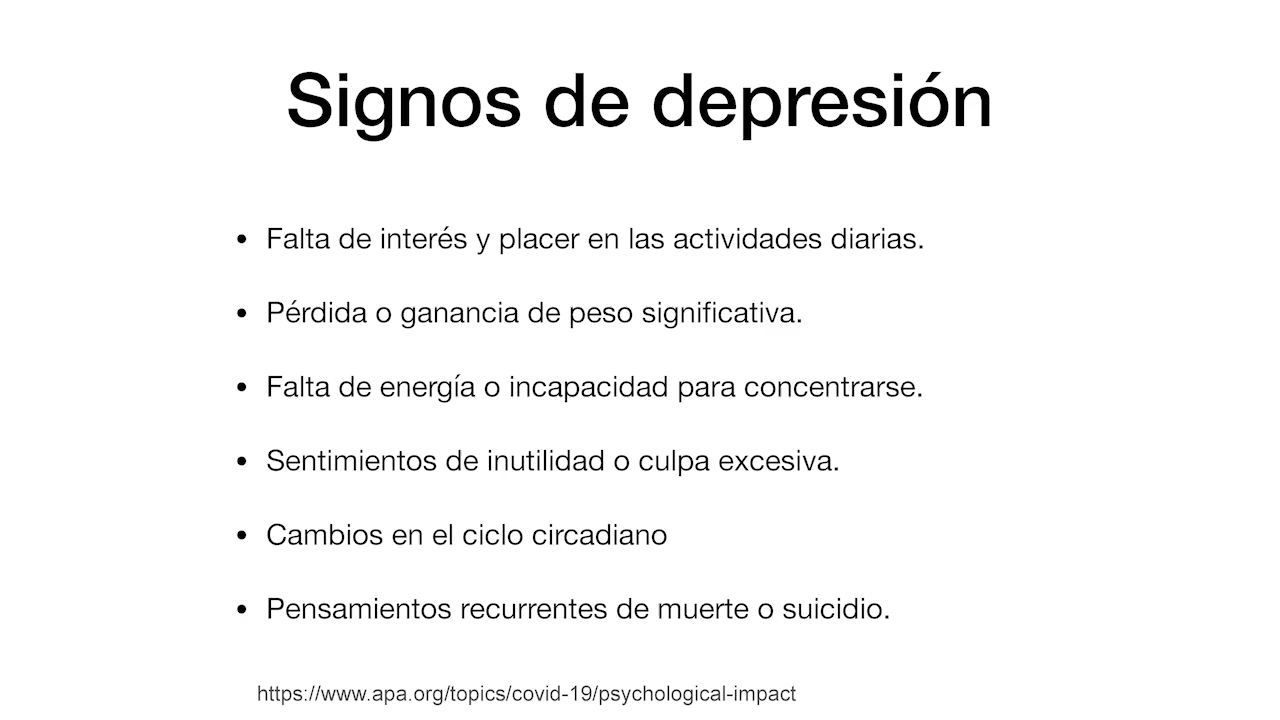 Signos de depresión
• Falta de interés y placer en las actividades diarias.
• Pérdida o ganancia de peso significativa.
• Falta de energía o incapacidad para concentrarse.
• Sentimientos de inutilidad o culpa excesiva.
• Cambios en el ciclo circadiano
• Pensamientos recurrentes de muerte o suicidio.
https://www.apa.org/topics/covid-19/psychological-impact